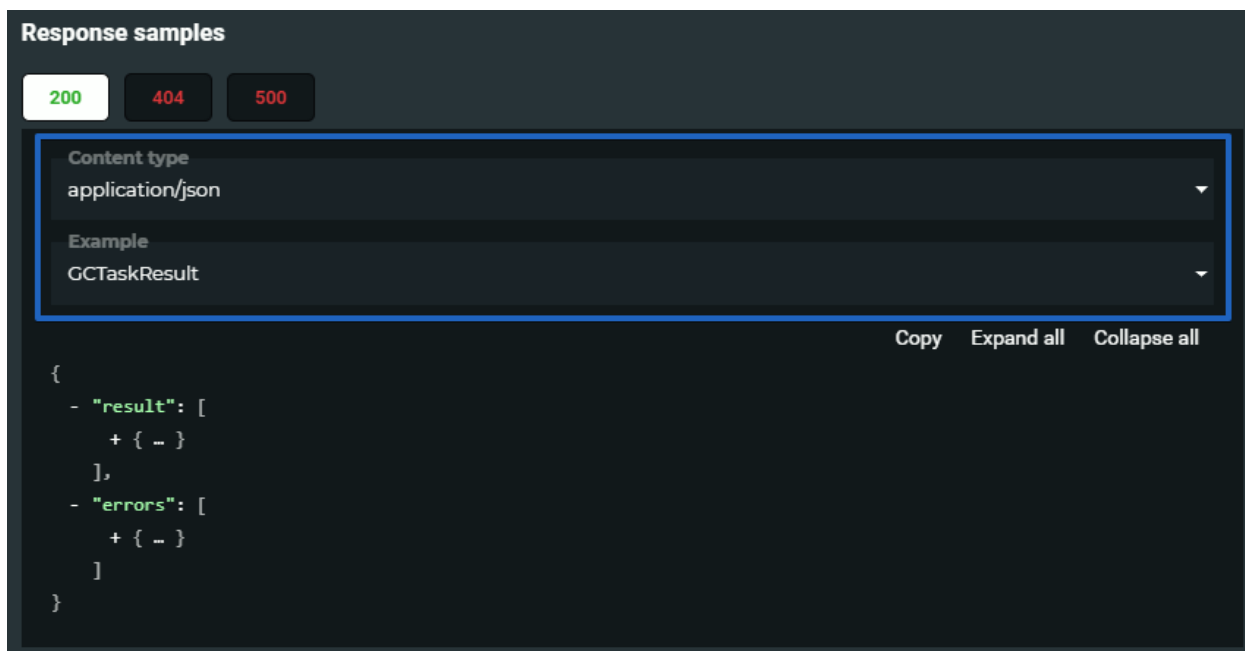 Response samples
200 404 500
Content type
application/json
Example
GCTaskResult
Copy Expand all Collapse all
{
- "result": [
+ { … }
],
- "errors": [
+ { … }
]
}